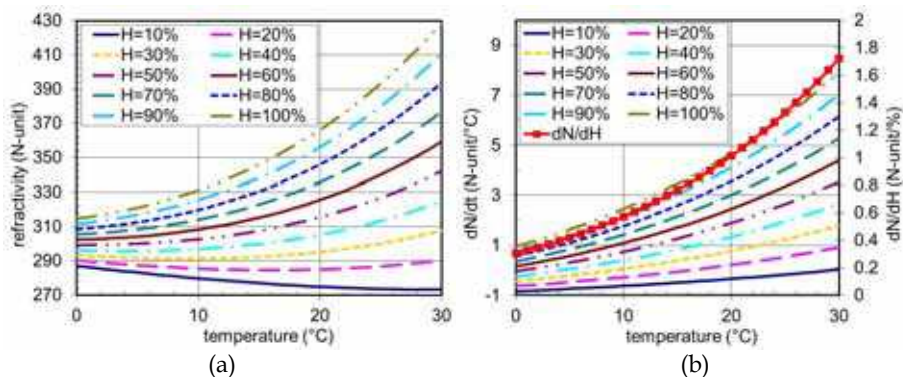 430
410
390
370
350
330
310
290
270
refractivity (N-unit)
H=10% H=20%
H=30% H=40%
H=50% H=60%
H=70% H=80%
H=90% H=100%
0 10 20 30
temperature (°C)
(a)
9
7
5
3
1
-1
dN/dt (N-unit/°C)
H=10% H=20%
H=30% H=40%
H=50% H=60%
H=70% H=80%
H=90% H=100%
dN/dH
2
1.8
1.6
1.4
1.2
1
0.8
0.6
0.4
0.2
0
dN/dH (N-unit/%)
0 10 20 30
temperature (°C)
(b)